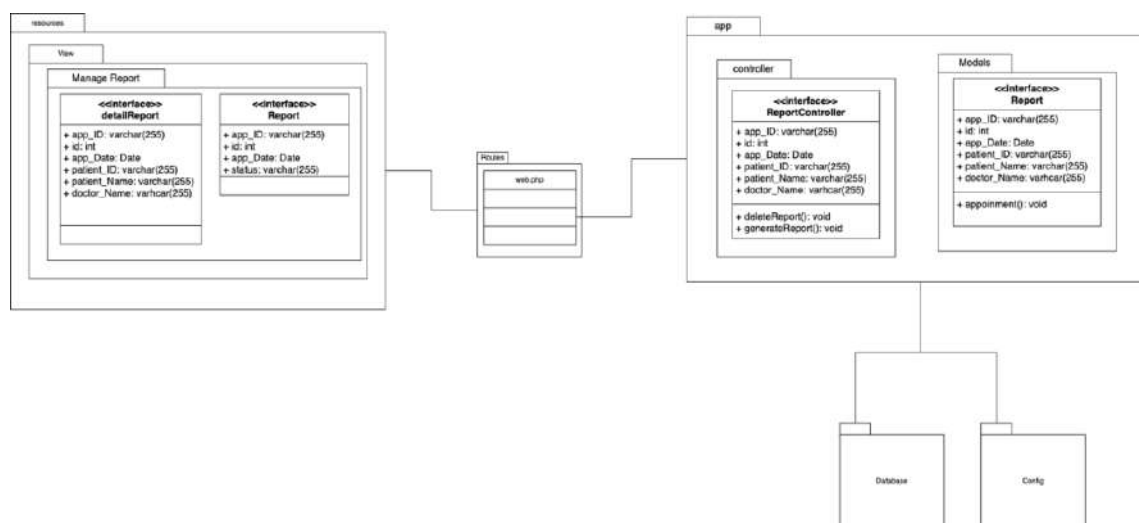 resources
View
Manage Report
<<interface>>
detailReport
+ app_ID: varchar(255)
+ id: int
+ app_Date: Date
+ patient_ID: varchar(255)
+ patient_Name: varchar(255)
+ doctor_Name: varhcar(255)
<<interface>>
Report
+ app_ID: varchar(255)
+ id: int
+ app_Date: Date
+ status: varchar(255)
Routes
web.php
app
controller
<<interface>>
ReportController
+ app_ID: varchar(255)
+ id: int
+ app_Date: Date
+ patient_ID: varchar(255)
+ patient_Name: varchar(255)
+ doctor_Name: varhcar(255)
+ deleteReport(): void
+ generateReport(): void
Models
<<interface>>
Report
+ app_ID: varchar(255)
+ id: int
+ app_Date: Date
+ patient_ID: varchar(255)
+ patient_Name: varchar(255)
+ doctor_Name: varhcar(255)
+ appoinment(): void
Database
Config